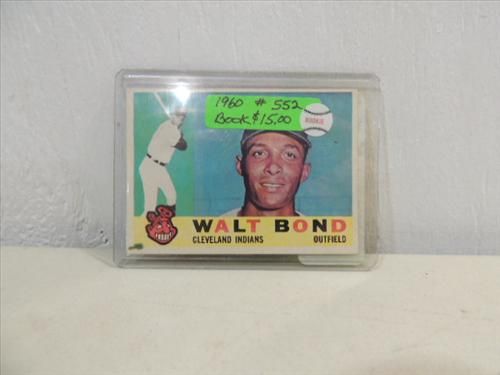 1960 # 552
Book $15.00
ROOKIE
WALT BOND
CLEVELAND INDIANS OUTFIELD